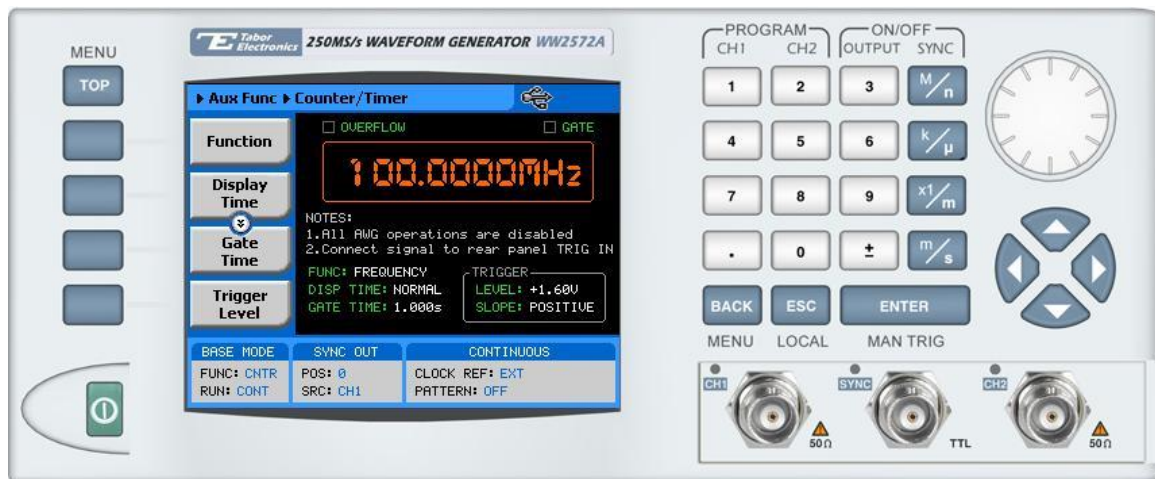 MENU
TOP
Tabor Electronics 250MS/s WAVEFORM GENERATOR WW2572A
Aux Func Counter/Timer
Function
Display
Time
Gate
Time
Trigger
Level
OVERFLOW GATE
100.0000MHz
NOTES:
1.All AWG operations are disabled
2.Connect signal to rear panel TRIG IN
FUNC: FREQUENCY
DISP TIME: NORMAL
GATE TIME: 1.000s
TRIGGER
LEVEL: +1.60V
SLOPE: POSITIVE
BASE MODE SYNC OUT CONTINUOUS
FUNC: CNTR POS: 0 CLOCK REF: EXT
RUN: CONT SRC: CH1 PATTERN: OFF
PROGRAM ON/OFF
CH1 CH2 OUTPUT SYNC
1 2 3 M/n
4 5 6 k/µ
7 8 9 x1/m
. 0 ± m/s
BACK ESC ENTER
MENU LOCAL MAN TRIG
CH1 SYNC CH2
50Ω TTL 50Ω